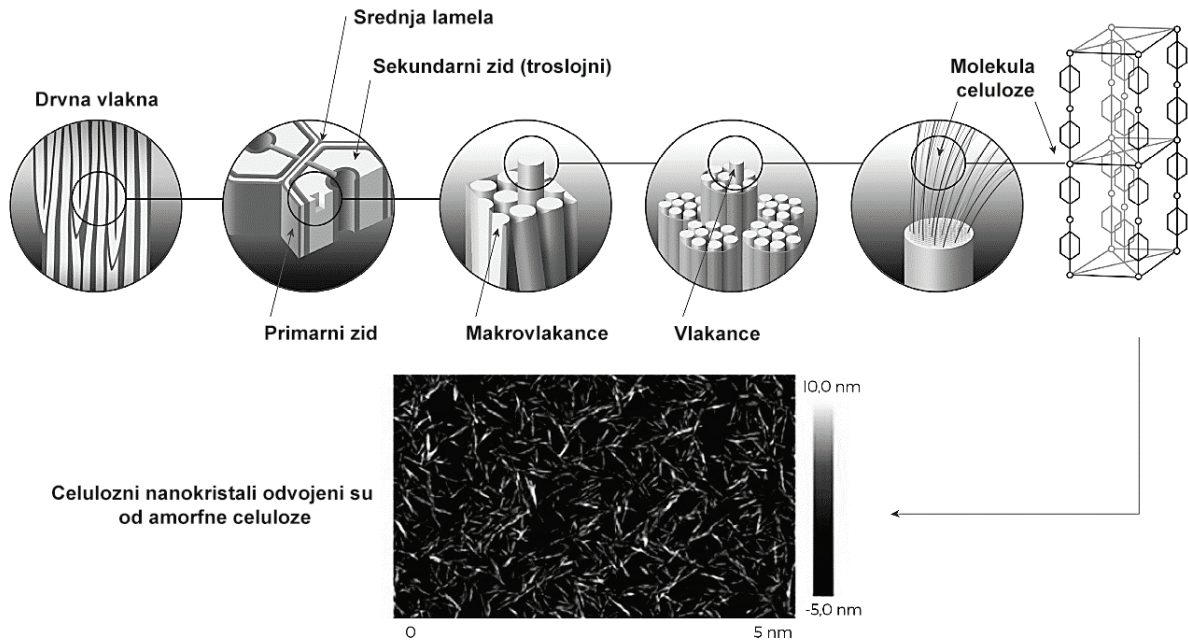 Srednja lamela
Sekundarni zid (troslojni)
Drvna vlakna
Molekula
celuloze
Primarni zid
Makrovlakance
Vlakance
10,0 nm
Celulozni nanokristali odvojeni su
od amorfne celuloze
-5,0 nm
0
5 nm